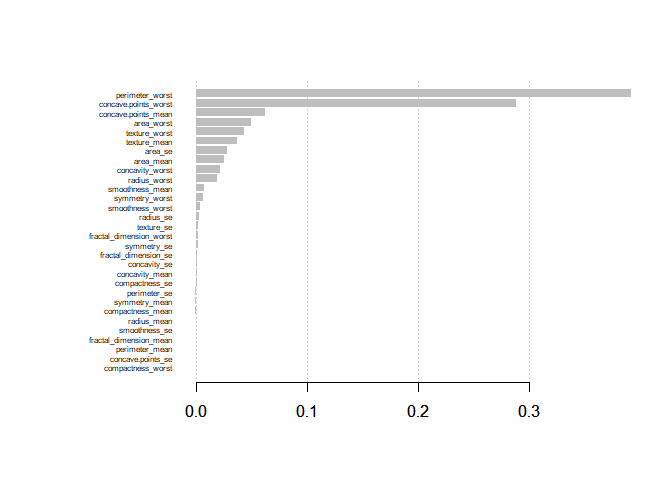 perimeter_worst
concave.points_worst
concave.points_mean
area_worst
texture_worst
texture_mean
area_se
area_mean
concavity_worst
radius_worst
smoothness_mean
symmetry_worst
smoothness_worst
radius_se
texture_se
fractal_dimension_worst
symmetry_se
fractal_dimension_se
concavity_se
concavity_mean
compactness_se
perimeter_se
symmetry_mean
compactness_mean
radius_mean
smoothness_se
fractal_dimension_mean
perimeter_mean
concave.points_se
compactness_worst
0.0 0.1 0.2 0.3